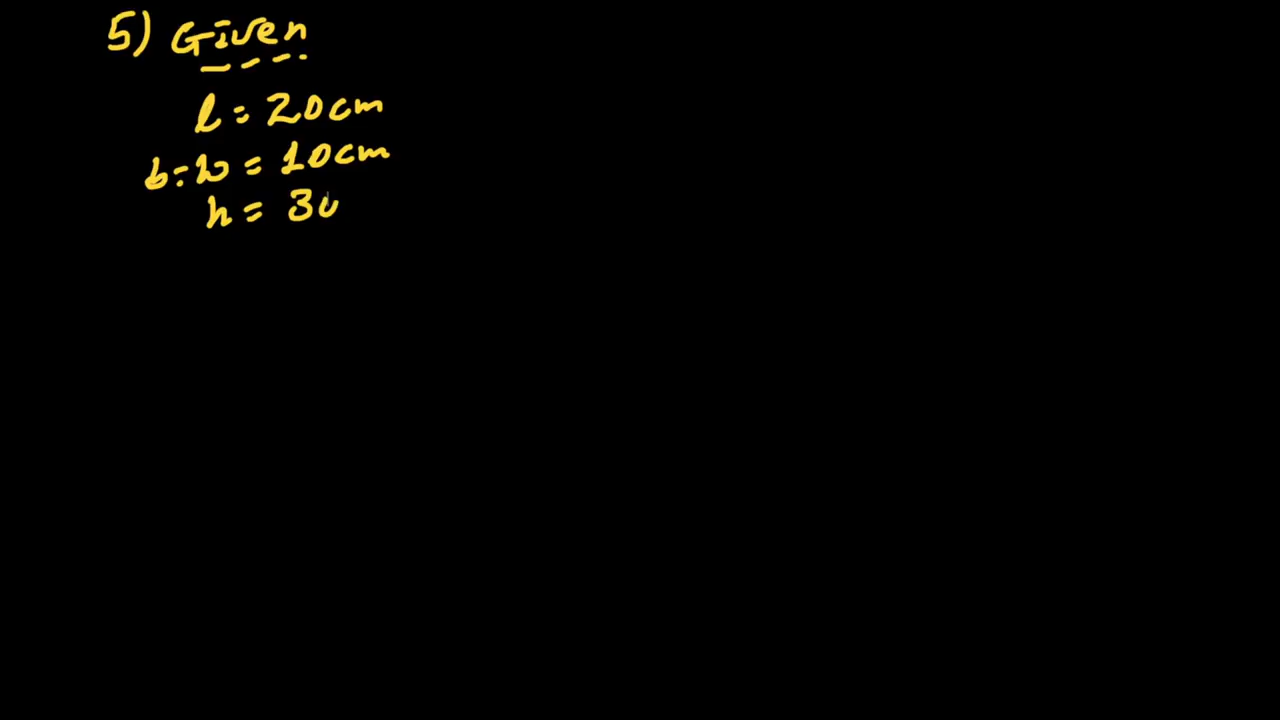 5) Given
l = 20cm
b = w = 10cm
h = 30